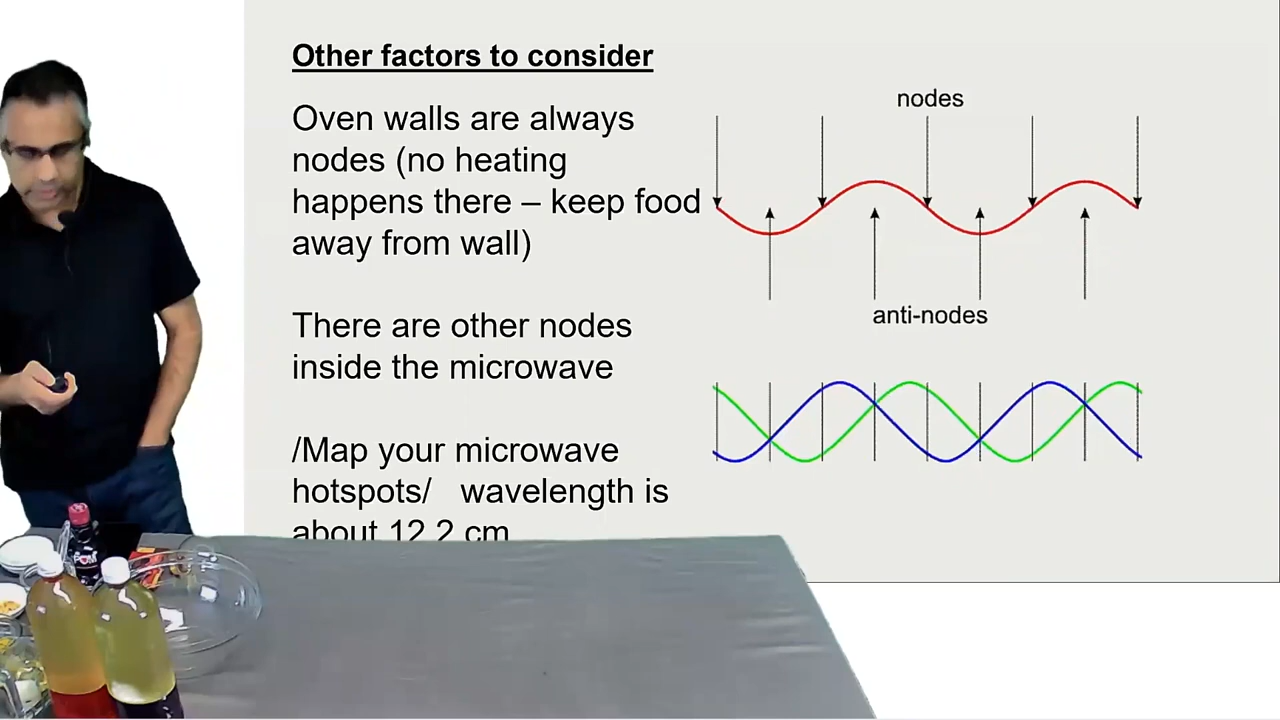 Other factors to consider
Oven walls are always
nodes (no heating
happens there – keep food
away from wall)
There are other nodes
inside the microwave
/Map your microwave
hotspots/ wavelength is
about 12.2 cm
nodes
anti-nodes
POM